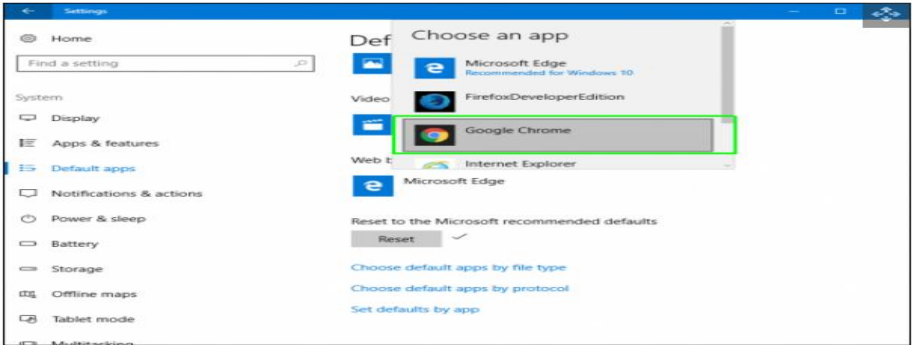 Settings
Home
Find a setting
System
Display
Apps & features
Default apps
Notifications & actions
Power & sleep
Battery
Storage
Offline maps
Tablet mode
Multitasking
Def
Choose an app
Microsoft Edge
Recommended for Windows 10
FirefoxDeveloperEdition
Video
Google Chrome
Internet Explorer
Web b
Microsoft Edge
Reset to the Microsoft recommended defaults
Reset
Choose default apps by file type
Choose default apps by protocol
Set defaults by app